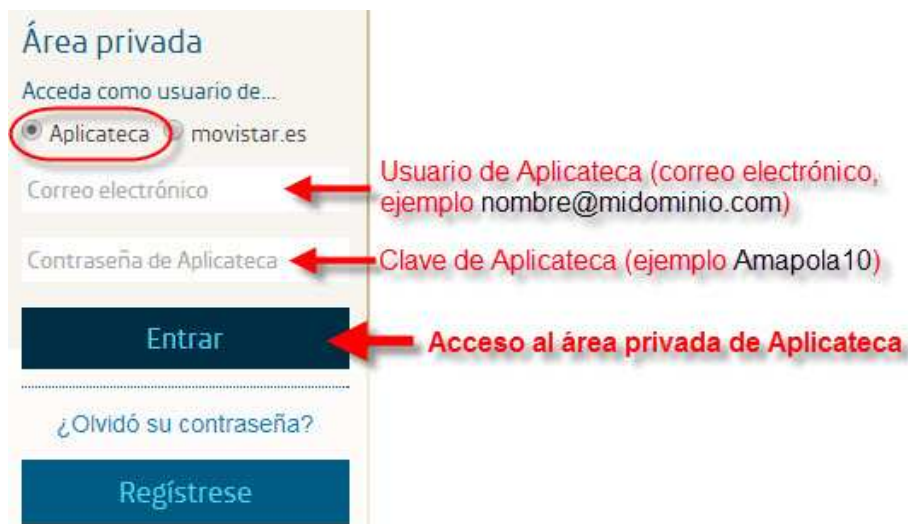 Área privada
Acceda como usuario de...
Aplicateca movistar.es
Correo electrónico
Usuario de Aplicateca (correo electrónico,
ejemplo nombre@midominio.com)
Contraseña de Aplicateca
Clave de Aplicateca (ejemplo Amapola10)
Entrar
Acceso al área privada de Aplicateca
¿Olvidó su contraseña?
Regístrese